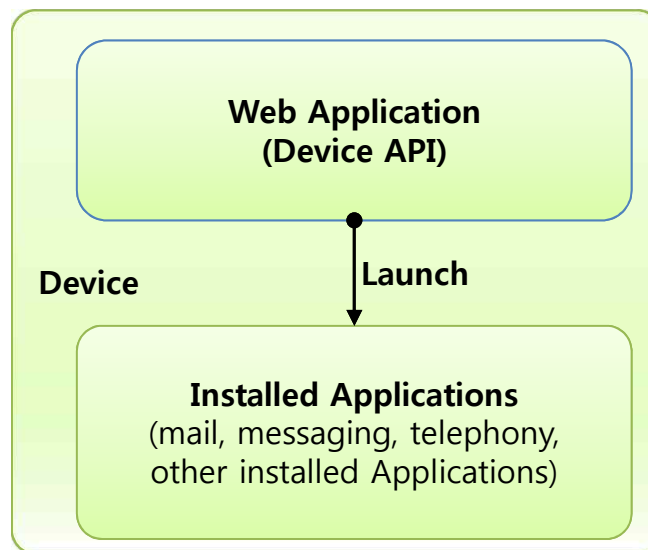 Web Application
(Device API)
Launch
Device
Installed Applications
(mail, messaging, telephony,
other installed Applications)